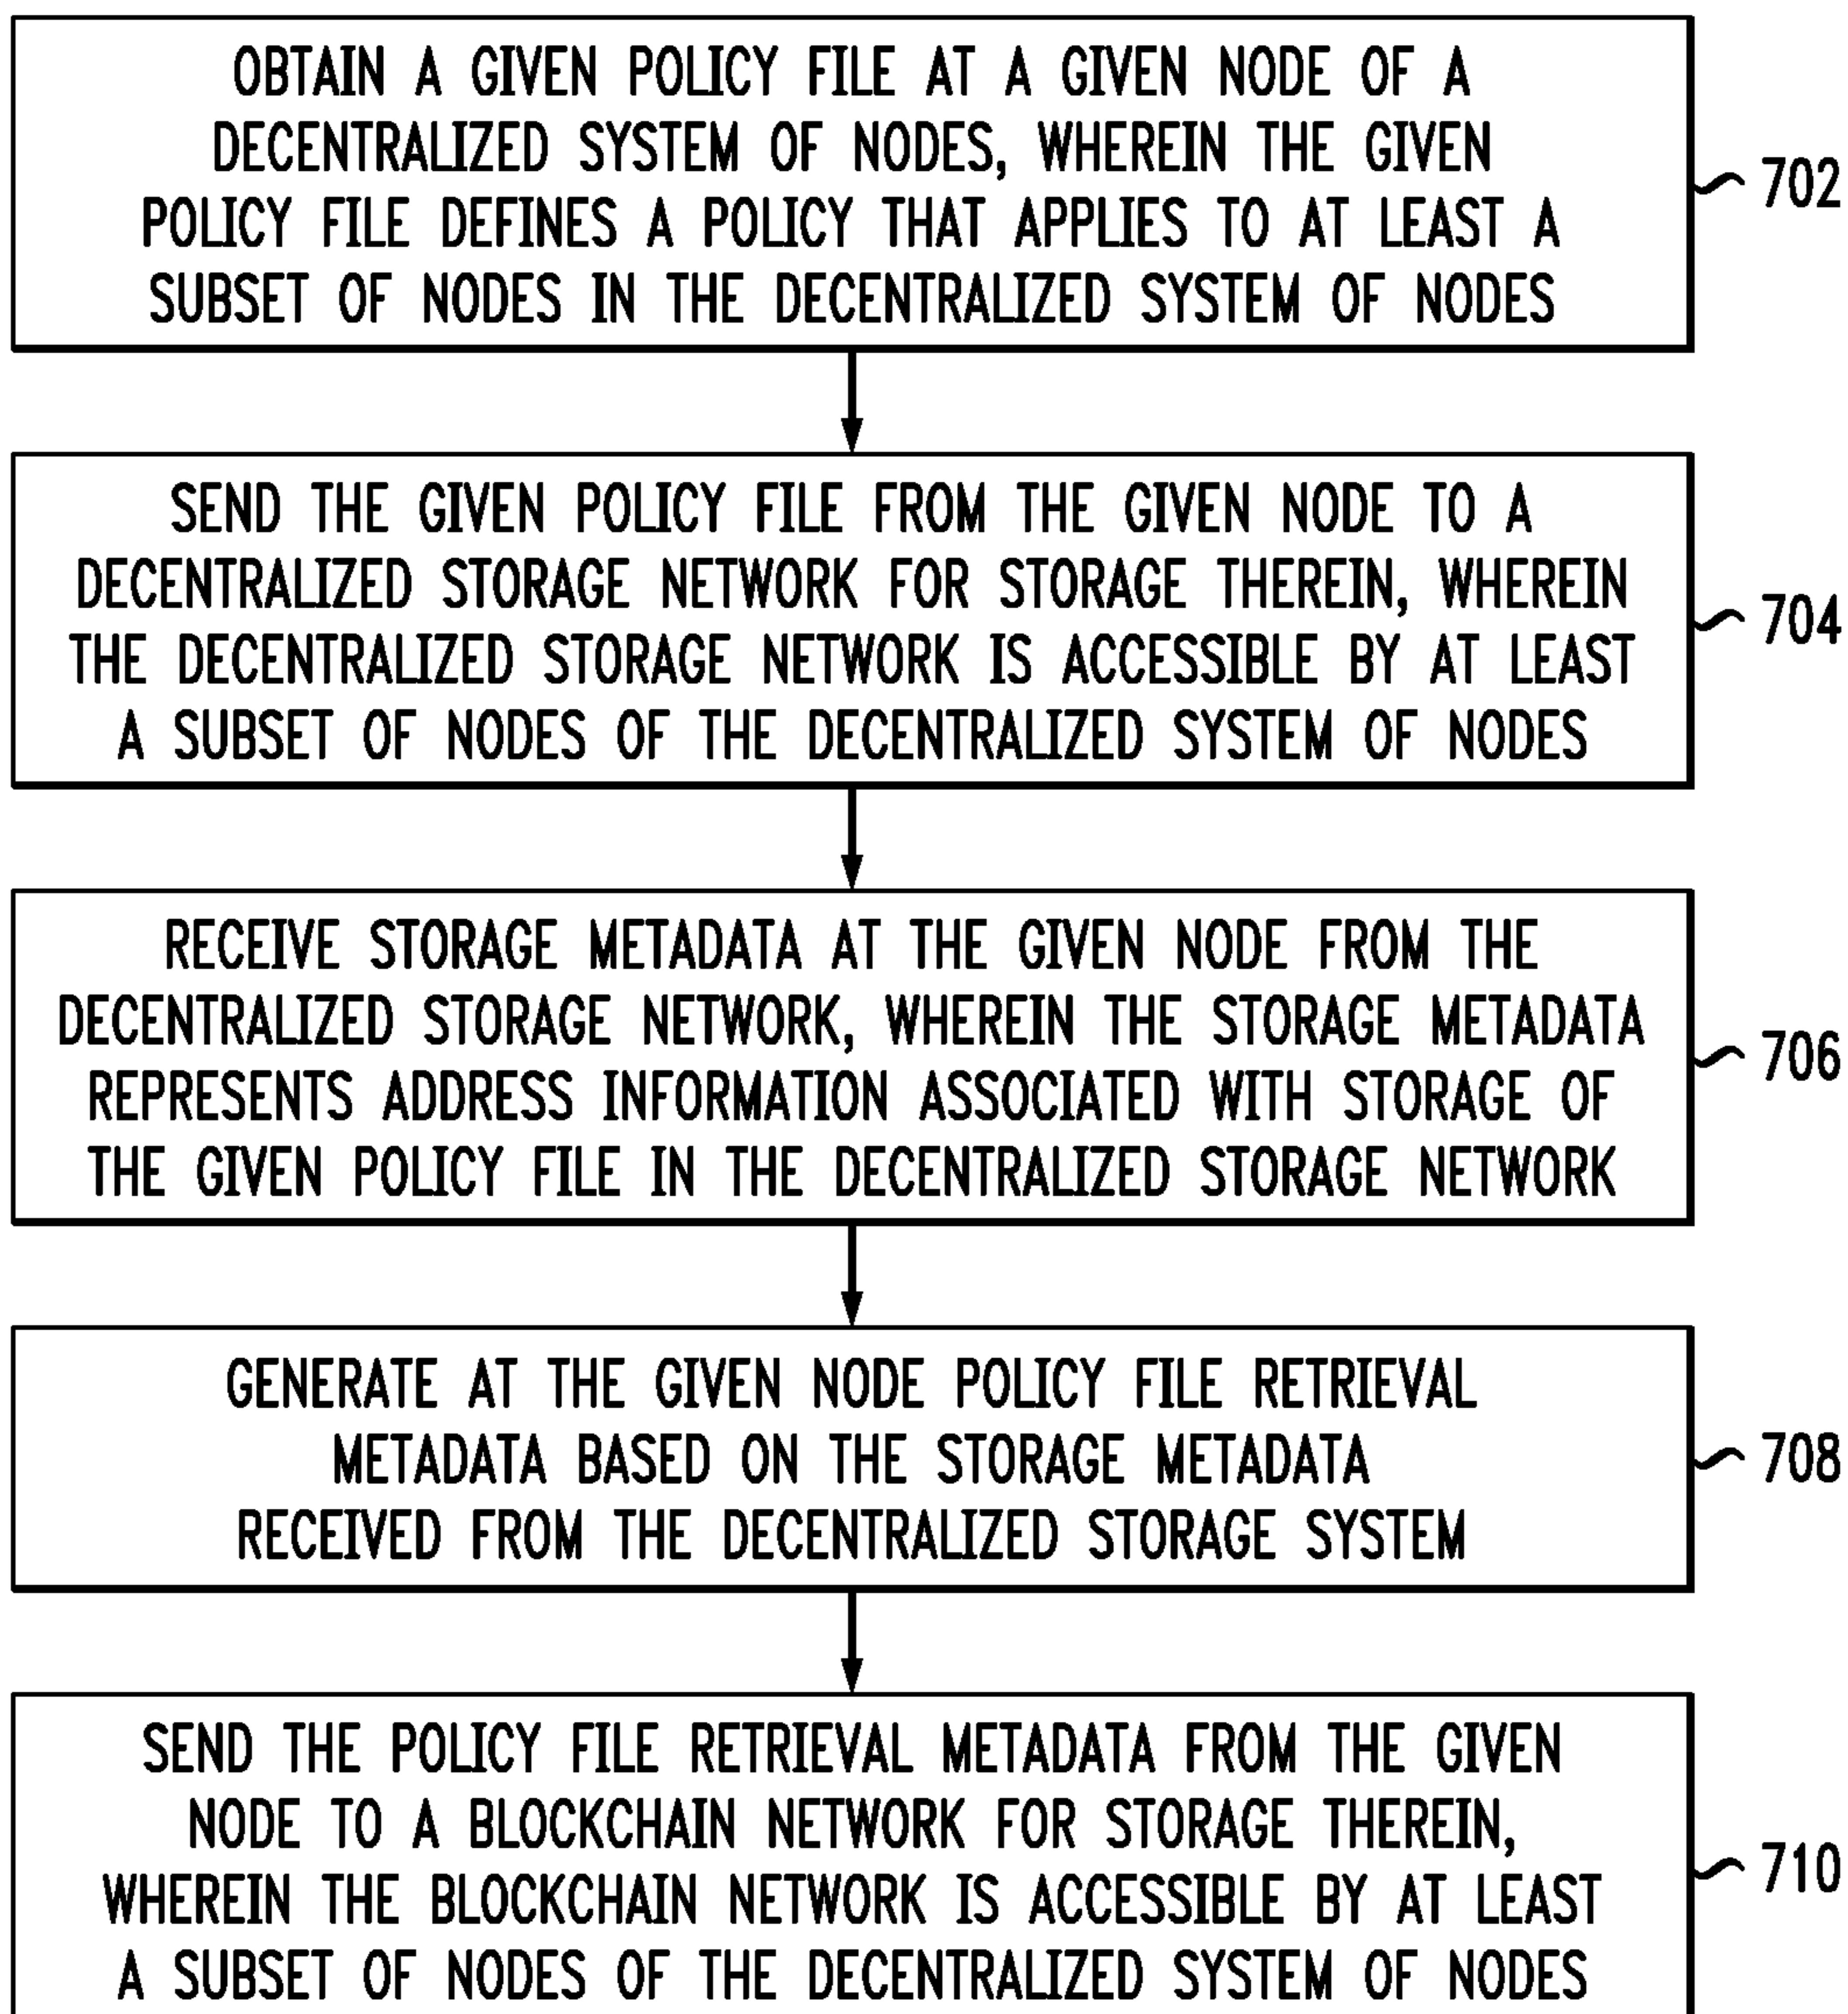 OBTAIN A GIVEN POLICY FILE AT A GIVEN NODE OF A
DECENTRALIZED SYSTEM OF NODES, WHEREIN THE GIVEN
POLICY FILE DEFINES A POLICY THAT APPLIES TO AT LEAST A
SUBSET OF NODES IN THE DECENTRALIZED SYSTEM OF NODES
702
SEND THE GIVEN POLICY FILE FROM THE GIVEN NODE TO A
DECENTRALIZED STORAGE NETWORK FOR STORAGE THEREIN, WHEREIN
THE DECENTRALIZED STORAGE NETWORK IS ACCESSIBLE BY AT LEAST
A SUBSET OF NODES OF THE DECENTRALIZED SYSTEM OF NODES
704
RECEIVE STORAGE METADATA AT THE GIVEN NODE FROM THE
DECENTRALIZED STORAGE NETWORK, WHEREIN THE STORAGE METADATA
REPRESENTS ADDRESS INFORMATION ASSOCIATED WITH STORAGE OF
THE GIVEN POLICY FILE IN THE DECENTRALIZED STORAGE NETWORK
706
GENERATE AT THE GIVEN NODE POLICY FILE RETRIEVAL
METADATA BASED ON THE STORAGE METADATA
RECEIVED FROM THE DECENTRALIZED STORAGE SYSTEM
708
SEND THE POLICY FILE RETRIEVAL METADATA FROM THE GIVEN
NODE TO A BLOCKCHAIN NETWORK FOR STORAGE THEREIN,
WHEREIN THE BLOCKCHAIN NETWORK IS ACCESSIBLE BY AT LEAST
A SUBSET OF NODES OF THE DECENTRALIZED SYSTEM OF NODES
710